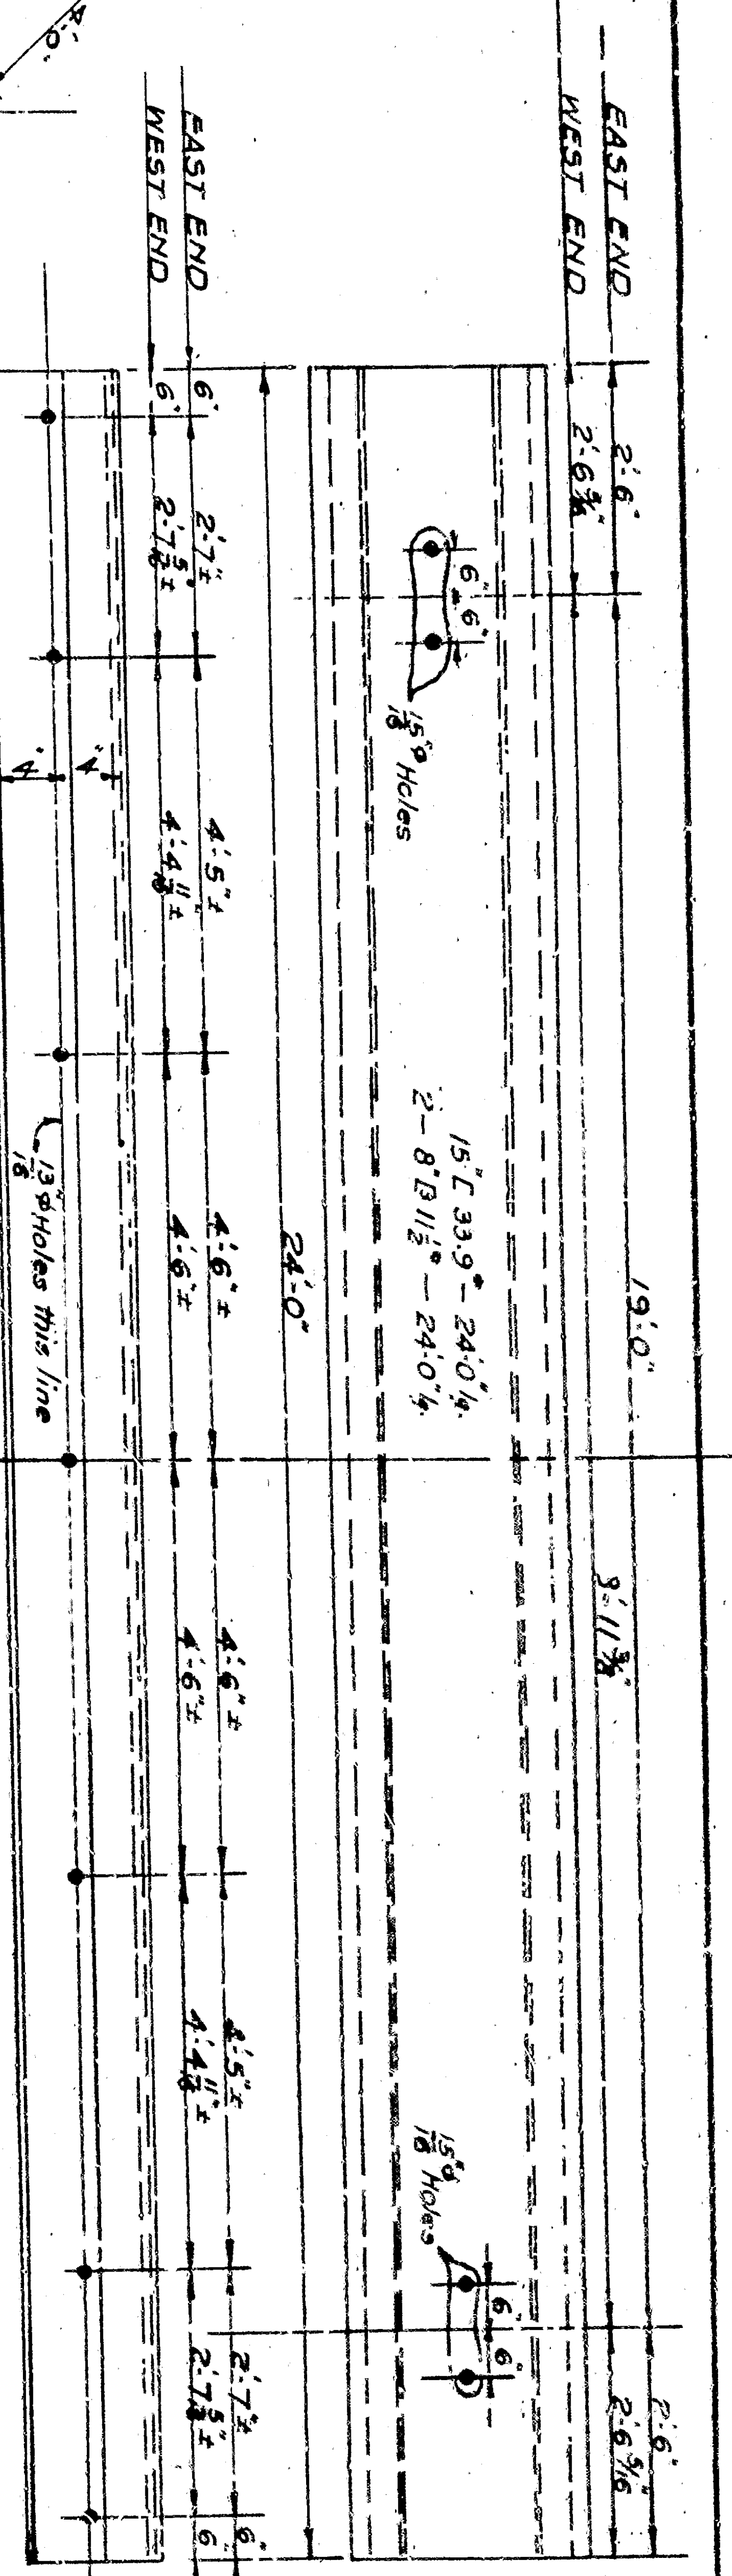 EAST END 2'-6" 19'-0" 2'-6"
WEST END 2'-6 5/16" 9'-11 3/8" 2'-6 5/16"
6" 6"
15/16"ø Holes
15"[ 33.9# - 24'-0" lg.
2 - 8"[s 11 1/2# - 24'-0" lg.
15/16"ø Holes
6" 6"
24'-0"
EAST END 6" 2'-7"± 4'-5"± 4'-6"± 4'-6"± 4'-5"± 2'-7"± 6"
WEST END 6" 2'-7 5/16"± 4'-4 11/16"± 4'-6"± 4'-6"± 4'-4 11/16"± 2'-7 5/16"± 6"
4"
4"
13/16"ø Holes this line
4'-0"